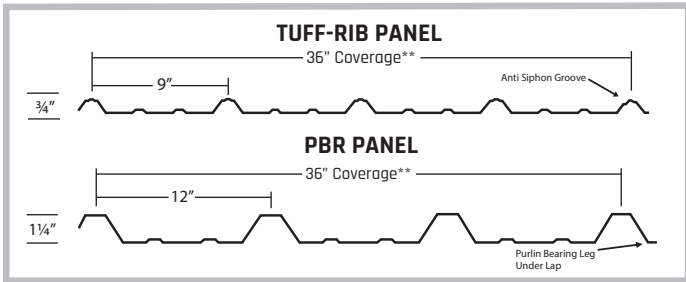 TUFF-RIB PANEL
36" Coverage**
9"
Anti Siphon Groove
¾"
PBR PANEL
36" Coverage**
12"
1¼"
Purlin Bearing Leg
Under Lap